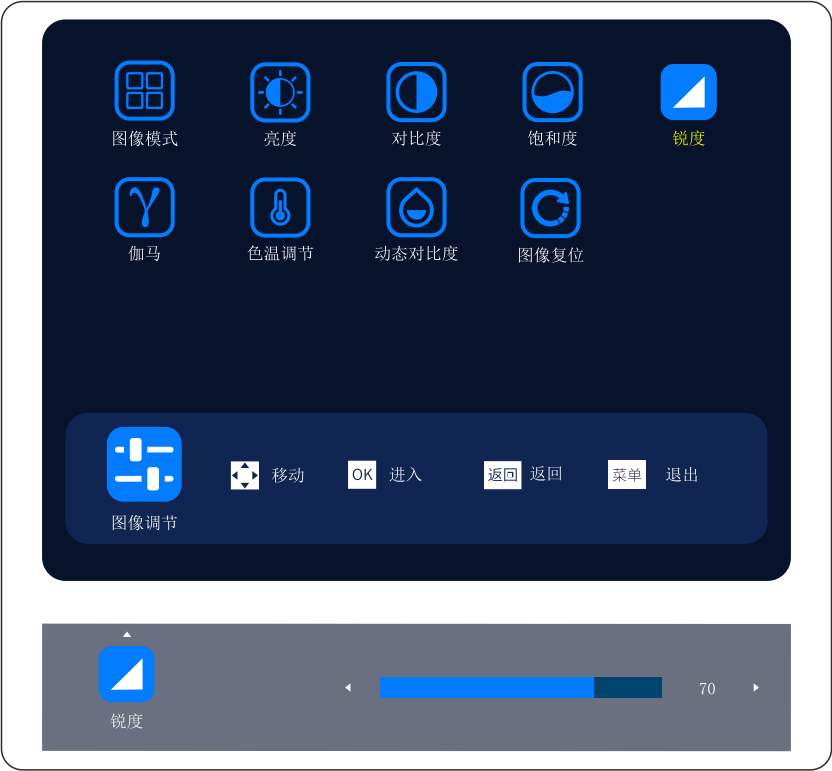 图像模式 亮度 对比度 饱和度 锐度
伽马 色温调节 动态对比度 图像复位
移动 OK 进入 返回 返回 菜单 退出
图像调节
70
锐度